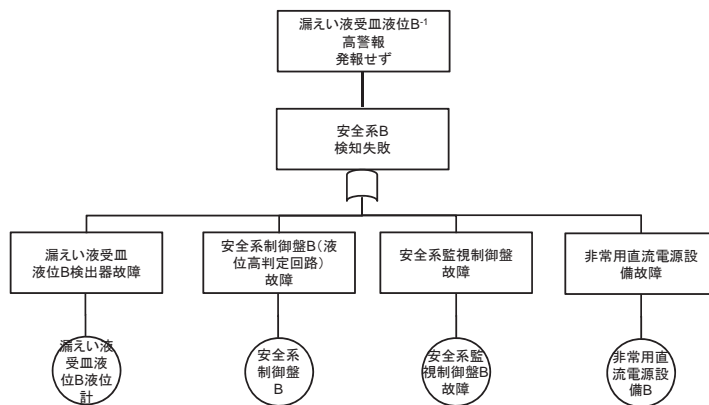 漏えい液受皿液位B-1
高警報
発報せず
安全系B
検知失敗
漏えい液受皿
液位B検出器故障
安全系制御盤B（液
位高判定回路）
故障
安全系監視制御盤
故障
非常用直流電源設
備故障
漏えい液
受皿液
位B液位
計
安全系
制御盤
B
安全系監
視制御盤B
故障
非常用直
流電源設
備B